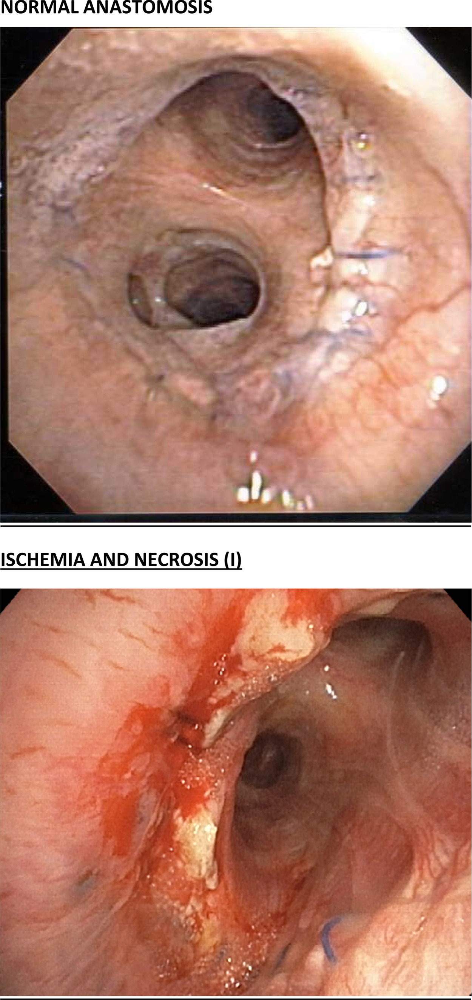 NORMAL ANASTOMOSIS
ISCHEMIA AND NECROSIS (I)